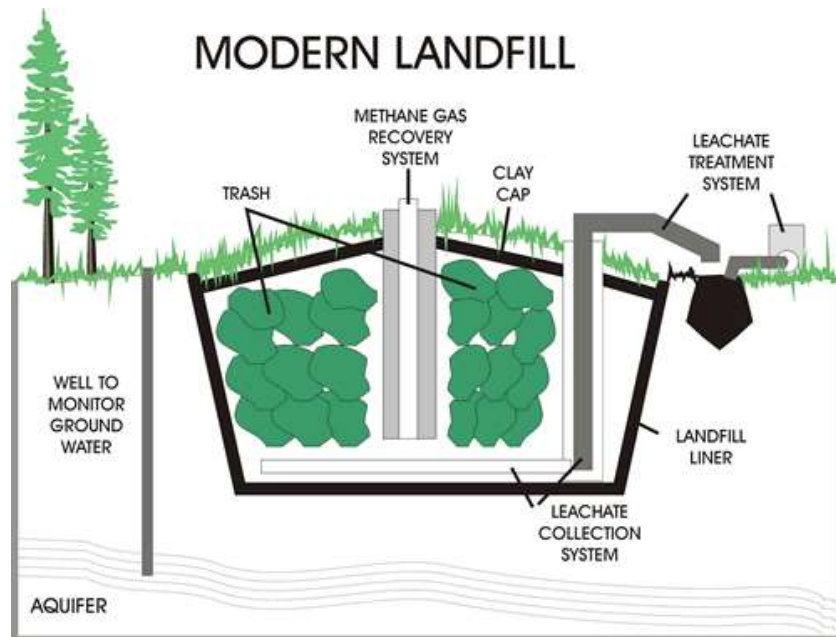 MODERN LANDFILL
METHANE GAS
RECOVERY
SYSTEM
LEACHATE
TREATMENT
SYSTEM
TRASH
CLAY
CAP
WELL TO
MONITOR
GROUND
WATER
LANDFILL
LINER
LEACHATE
COLLECTION
SYSTEM
AQUIFER